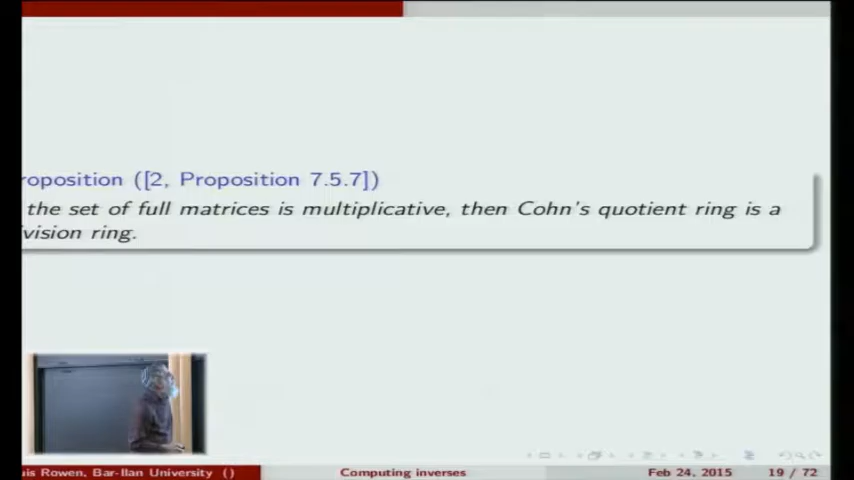 roposition ([2, Proposition 7.5.7])
the set of full matrices is multiplicative, then Cohn's quotient ring is a
vision ring.
uis Rowen, Bar-Ilan University () Computing inverses Feb 24, 2015 19 / 72